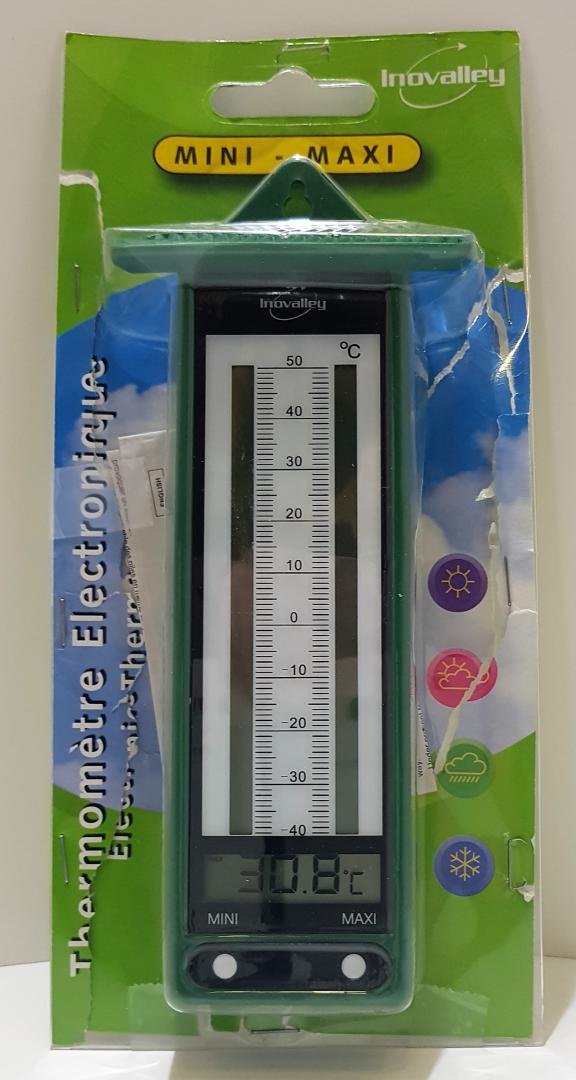 Inovalley
MINI - MAXI
Inovalley
°C
50
40
30
20
10
0
-10
-20
-30
-40
30.8°C
MINI MAXI
Thermomètre Electronique
ENGLISH